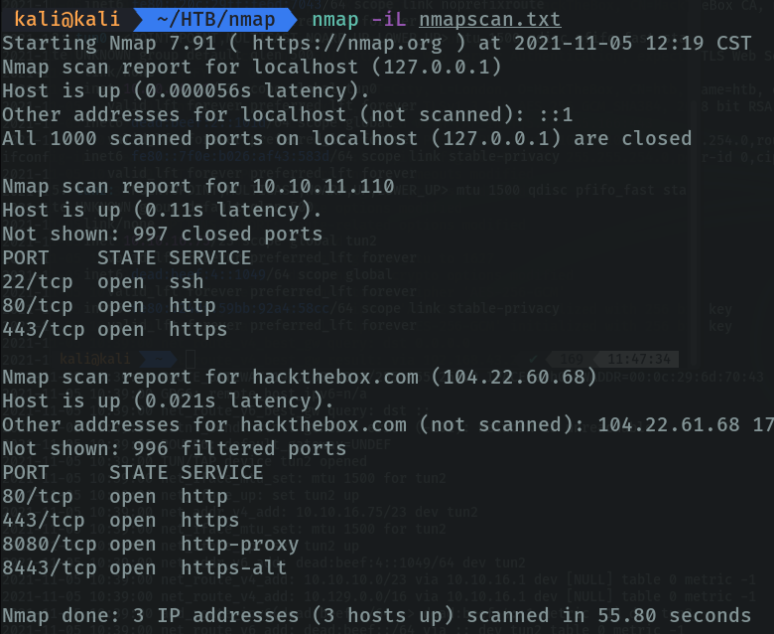 kali@kali ~/HTB/nmap nmap -iL nmapscan.txt
Starting Nmap 7.91 ( https://nmap.org ) at 2021-11-05 12:19 CST
Nmap scan report for localhost (127.0.0.1)
Host is up (0.000056s latency).
Other addresses for localhost (not scanned): ::1
All 1000 scanned ports on localhost (127.0.0.1) are closed
Nmap scan report for 10.10.11.110
Host is up (0.11s latency).
Not shown: 997 closed ports
PORT STATE SERVICE
22/tcp open ssh
80/tcp open http
443/tcp open https
kali@kali 11:47:34
Nmap scan report for hackthebox.com (104.22.60.68)
Host is up (0.021s latency).
Other addresses for hackthebox.com (not scanned): 104.22.61.68 17
Not shown: 996 filtered ports
PORT STATE SERVICE
80/tcp open http
443/tcp open https
8080/tcp open http-proxy
8443/tcp open https-alt
Nmap done: 3 IP addresses (3 hosts up) scanned in 55.80 seconds